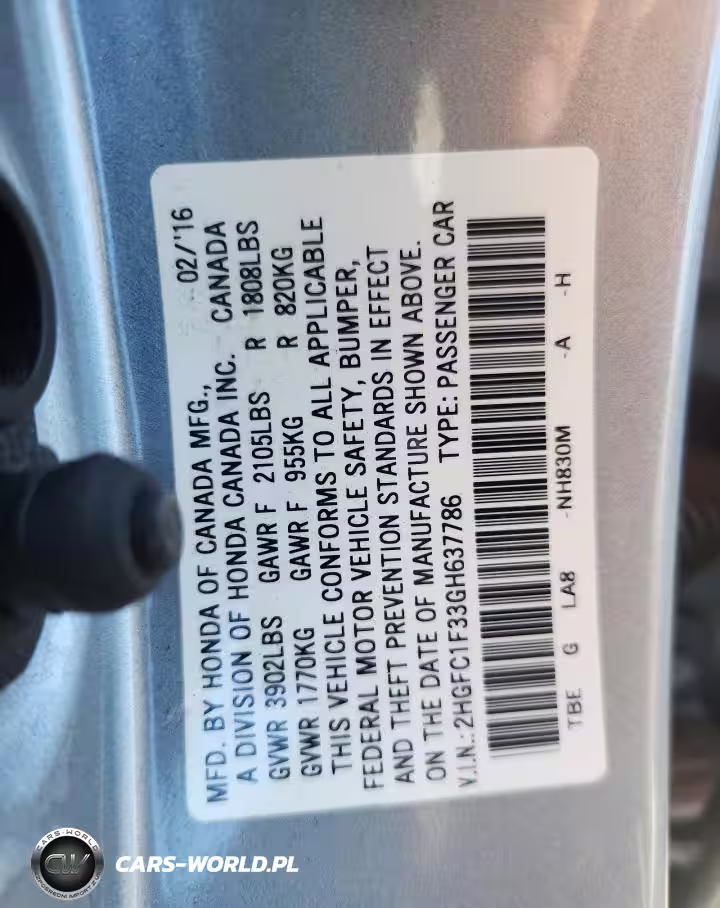 MFD. BY HONDA OF CANADA MFG., 02/'16
A DIVISION OF HONDA CANADA INC. CANADA
GVWR 3902LBS GAWR F 2105LBS R 1808LBS
GVWR 1770KG GAWR F 955KG R 820KG
THIS VEHICLE CONFORMS TO ALL APPLICABLE
FEDERAL MOTOR VEHICLE SAFETY, BUMPER,
AND THEFT PREVENTION STANDARDS IN EFFECT
ON THE DATE OF MANUFACTURE SHOWN ABOVE.
V.I.N.: 2HGFC1F33GH637786 TYPE: PASSENGER CAR
TBE G LA8 -NH830M -A -H
CARS-WORLD
CW
CARS-WORLD.PL